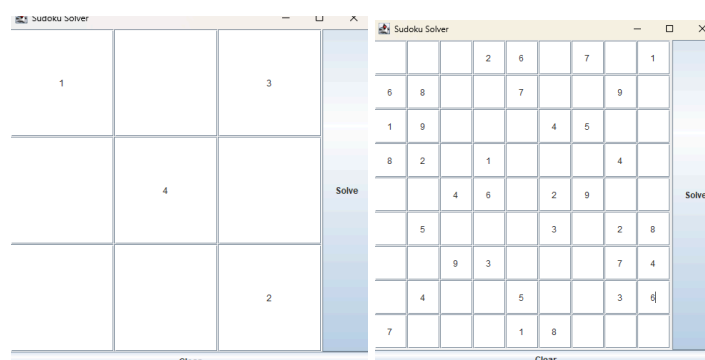 Sudoku Solver
1 3
4
2
Solve
Sudoku Solver
2 6 7 1
6 8 7 9
1 9 4 5
8 2 1 4
4 6 2 9
5 3 2 8
9 3 7 4
4 5 3 6
7 1 8
Solve
Clear